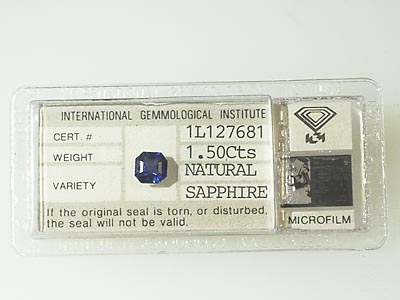 INTERNATIONAL GEMMOLOGICAL INSTITUTE
CERT. # 1L127681
WEIGHT 1.50Cts
VARIETY NATURAL
SAPPHIRE
If the original seal is torn, or disturbed,
the seal will not be valid.
MICROFILM